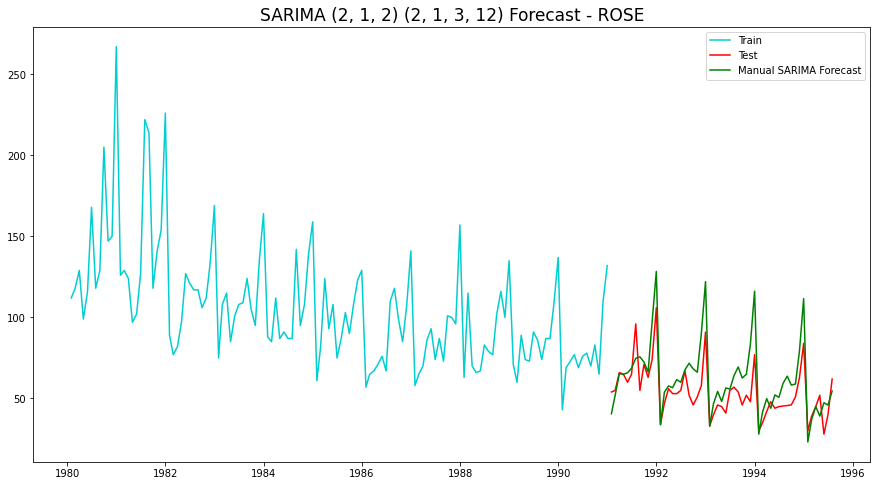 SARIMA (2, 1, 2) (2, 1, 3, 12) Forecast - ROSE
Train
Test
Manual SARIMA Forecast
250
200
150
100
50
1980 1982 1984 1986 1988 1990 1992 1994 1996